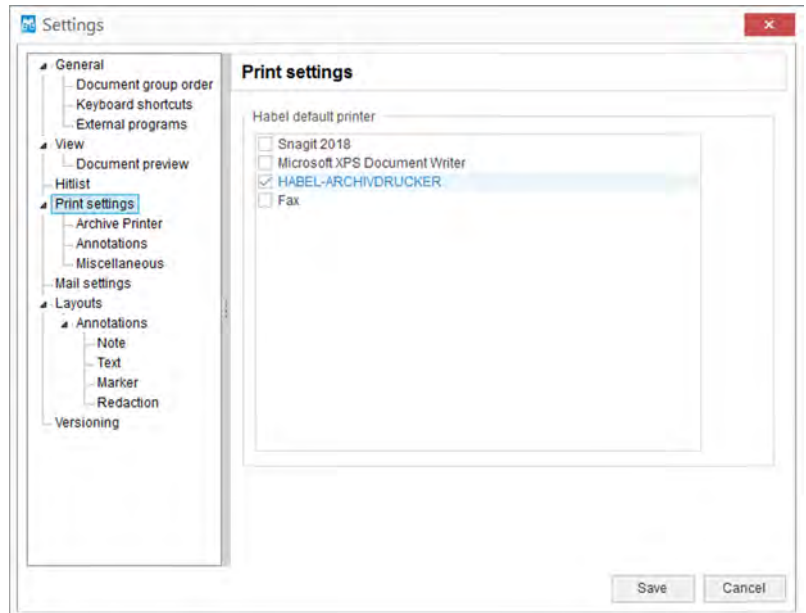 Settings
General
Document group order
Keyboard shortcuts
External programs
View
Document preview
Hitlist
Print settings
Archive Printer
Annotations
Miscellaneous
Mail settings
Layouts
Annotations
Note
Text
Marker
Redaction
Versioning
Print settings
Habel default printer
Snagit 2018
Microsoft XPS Document Writer
HABEL-ARCHIVDRUCKER
Fax
Save
Cancel